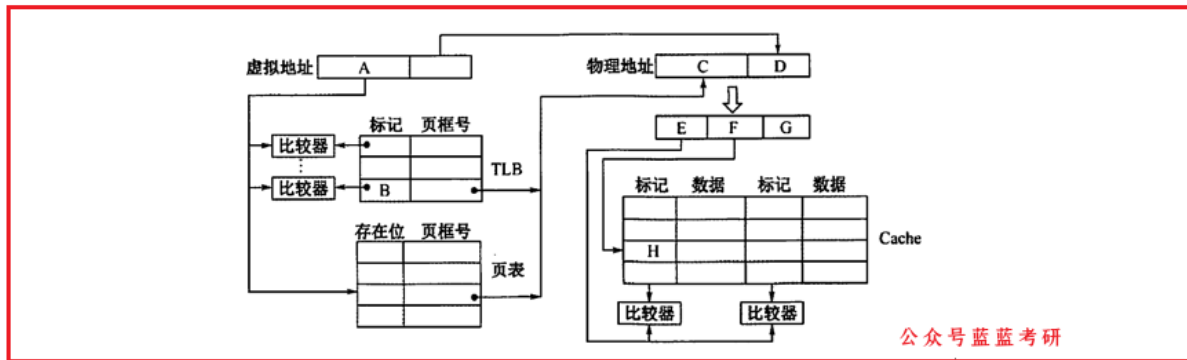 虚拟地址 A
物理地址 C D
E F G
标记 页框号
比较器
⋮
比较器 B
TLB
存在位 页框号
页表
标记 数据 标记 数据
H
Cache
比较器 比较器
公众号蓝蓝考研